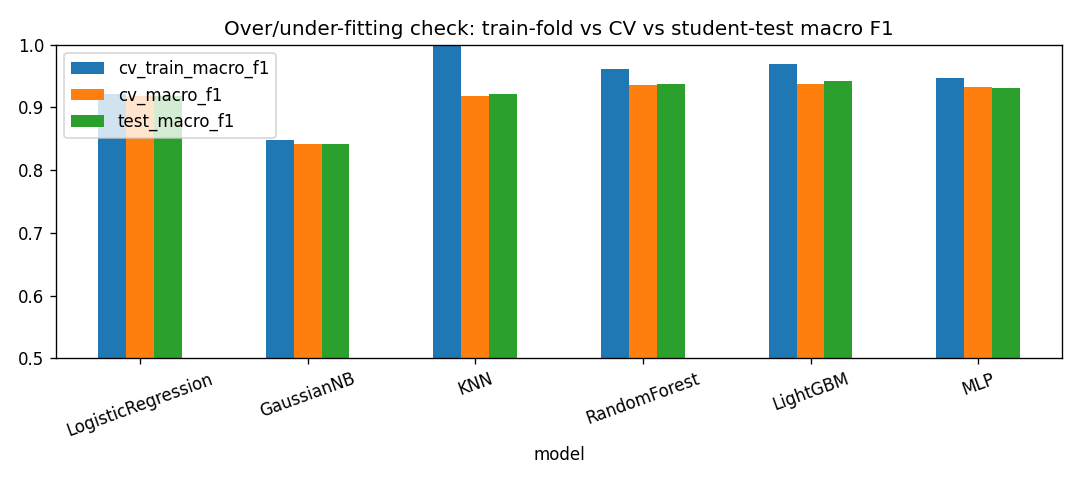 Over/under-fitting check: train-fold vs CV vs student-test macro F1
1.0
0.9
0.8
0.7
0.6
0.5
cv_train_macro_f1
cv_macro_f1
test_macro_f1
LogisticRegression
GaussianNB
KNN
RandomForest
LightGBM
MLP
model